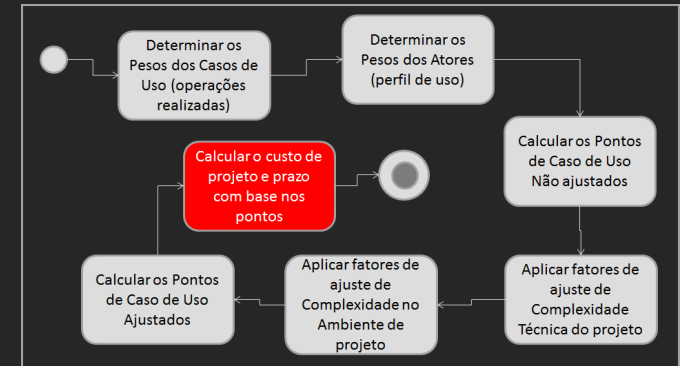 Determinar os
Pesos dos Casos de
Uso (operações
realizadas)
Determinar os
Pesos dos Atores
(perfil de uso)
Calcular os Pontos
de Caso de Uso
Não ajustados
Aplicar fatores de
ajuste de
Complexidade
Técnica do projeto
Aplicar fatores de
ajuste de
Complexidade no
Ambiente de
projeto
Calcular os Pontos
de Caso de Uso
Ajustados
Calcular o custo de
projeto e prazo
com base nos
pontos